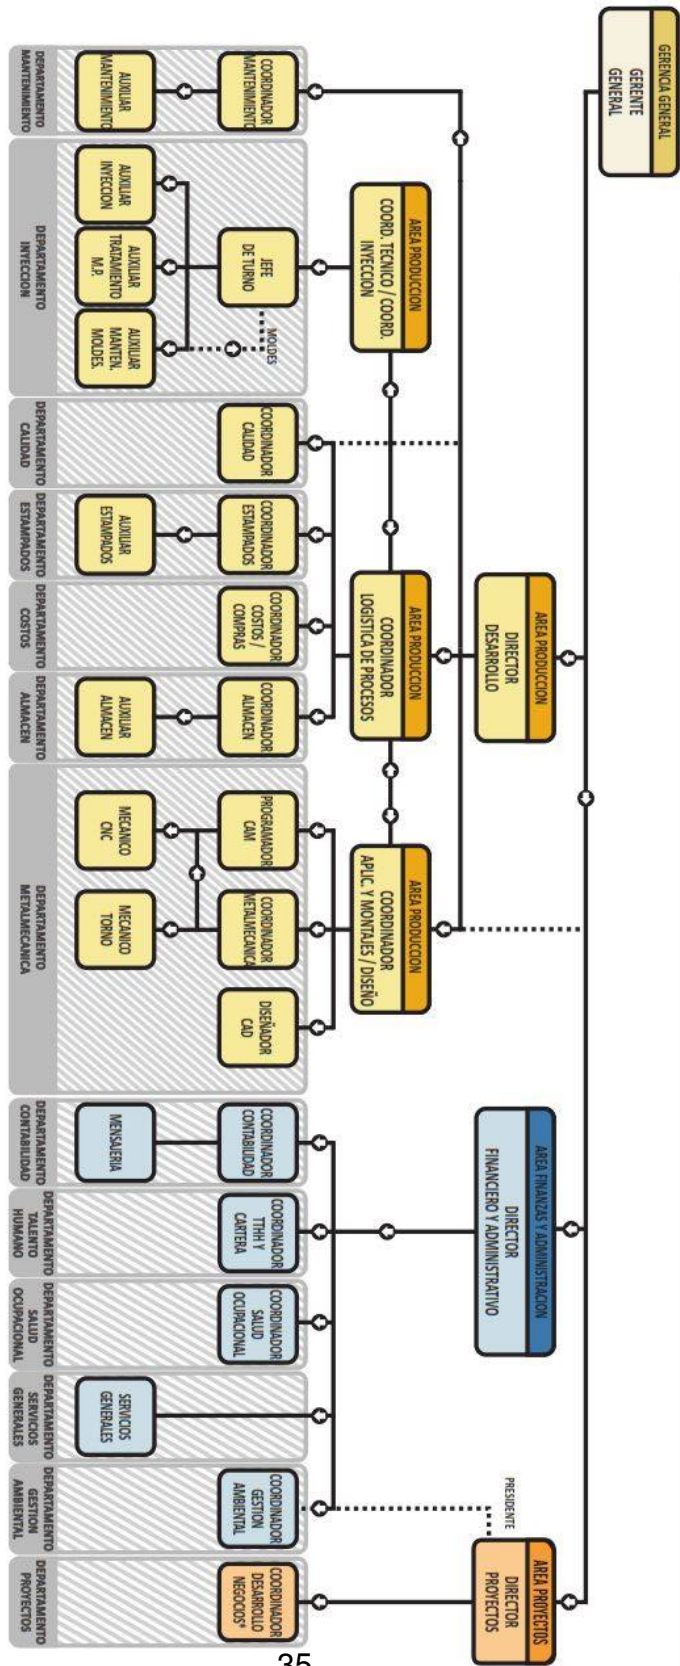 GERENCIA GENERAL
GERENTE
GENERAL
AREA PRODUCCION
DIRECTOR
DESARROLLO
AREA FINANZAS Y ADMINISTRACION
DIRECTOR
FINANCIERO Y ADMINISTRATIVO
PRESIDENTE
AREA PROYECTOS
DIRECTOR
PROYECTOS
AREA PRODUCCION
COORD. TECNICO / COORD.
INYECCION
AREA PRODUCCION
COORDINADOR
LOGISTICA DE PROCESOS
AREA PRODUCCION
COORDINADOR
APLIC. Y MONTAJES / DISEÑO
COORDINADOR
MANTENIMIENTO
JEFE
DE TURNO
MOLDES
COORDINADOR
CALIDAD
COORDINADOR
ESTAMPADOS
COORDINADOR
COSTOS /
COMPRAS
COORDINADOR
ALMACEN
PROGRAMADOR
CAM
COORDINADOR
METALMECANICA
DISEÑADOR
CAD
COORDINADOR
CONTABILIDAD
COORDINADOR
TTHH Y
CARTERA
COORDINADOR
SALUD
OCUPACIONAL
COORDINADOR
GESTION
AMBIENTAL
COORDINADOR
DESARROLLO
NEGOCIOS*
AUXILIAR
MANTENIMIENTO
AUXILIAR
INYECCION
AUXILIAR
TRATAMIENTO
M.P.
AUXILIAR
MANTEN.
MOLDES.
AUXILIAR
ESTAMPADOS
AUXILIAR
ALMACEN
MECANICO
CNC
MECANICO
TORNO
MENSAJERIA
SERVICIOS
GENERALES
DEPARTAMENTO
MANTENIMIENTO
DEPARTAMENTO
INYECCION
DEPARTAMENTO
CALIDAD
DEPARTAMENTO
ESTAMPADOS
DEPARTAMENTO
COSTOS
DEPARTAMENTO
ALMACEN
DEPARTAMENTO
METALMECANICA
DEPARTAMENTO
CONTABILIDAD
DEPARTAMENTO
TALENTO
HUMANO
DEPARTAMENTO
SALUD
OCUPACIONAL
DEPARTAMENTO
SERVICIOS
GENERALES
DEPARTAMENTO
GESTION
AMBIENTAL
DEPARTAMENTO
PROYECTOS
35